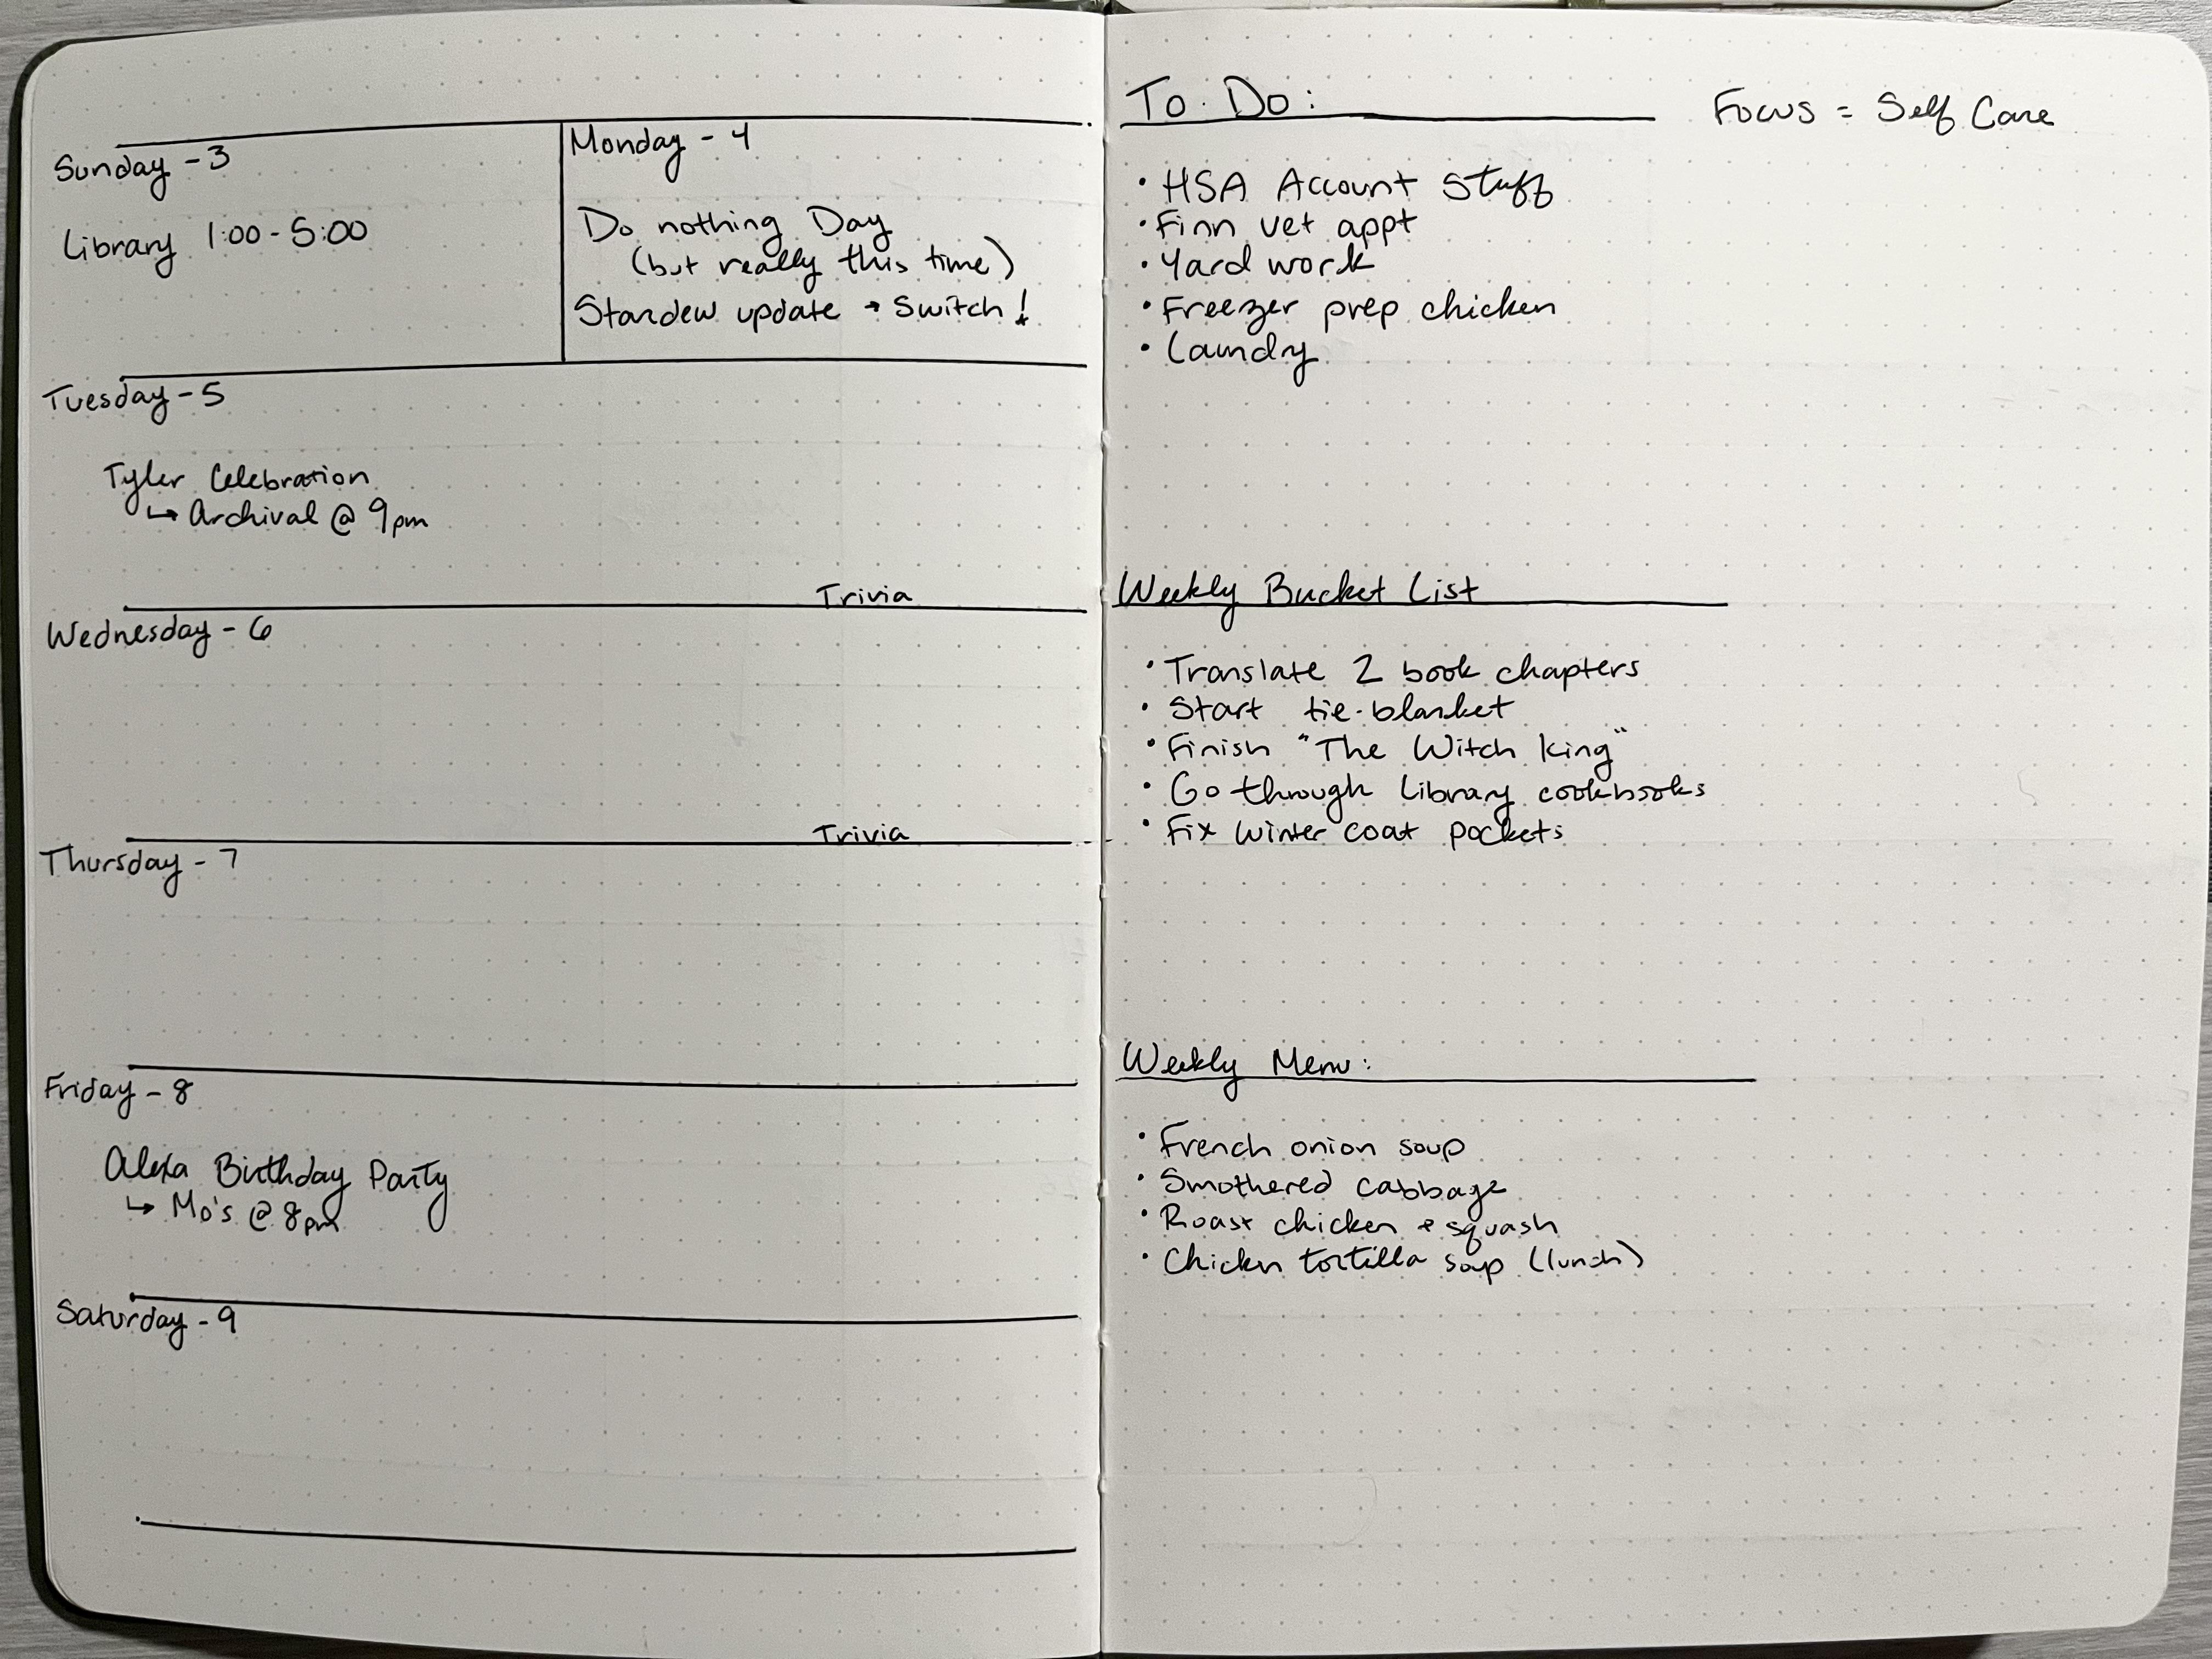 Sunday - 3
Library 1:00 - 5:00
Monday - 4
Do nothing Day
(but really this time)
Stardew update → Switch!
Tuesday - 5
Tyler Celebration
↳ Archival @ 9pm
Trivia
Wednesday - 6
Trivia
Thursday - 7
Friday - 8
Alexa Birthday Party
↳ Mo's @ 8pm
Saturday - 9
To Do:
Focus = Self Care
• HSA Account Stuff
• Finn vet appt
• Yard work
• Freezer prep chicken
• Laundry
Weekly Bucket List
• Translate 2 book chapters
• Start tie-blanket
• Finish "The Witch King"
• Go through Library cookbooks
• Fix winter coat pockets
Weekly Menu:
• French onion soup
• Smothered cabbage
• Roast chicken + squash
• Chicken tortilla soup (lunch)